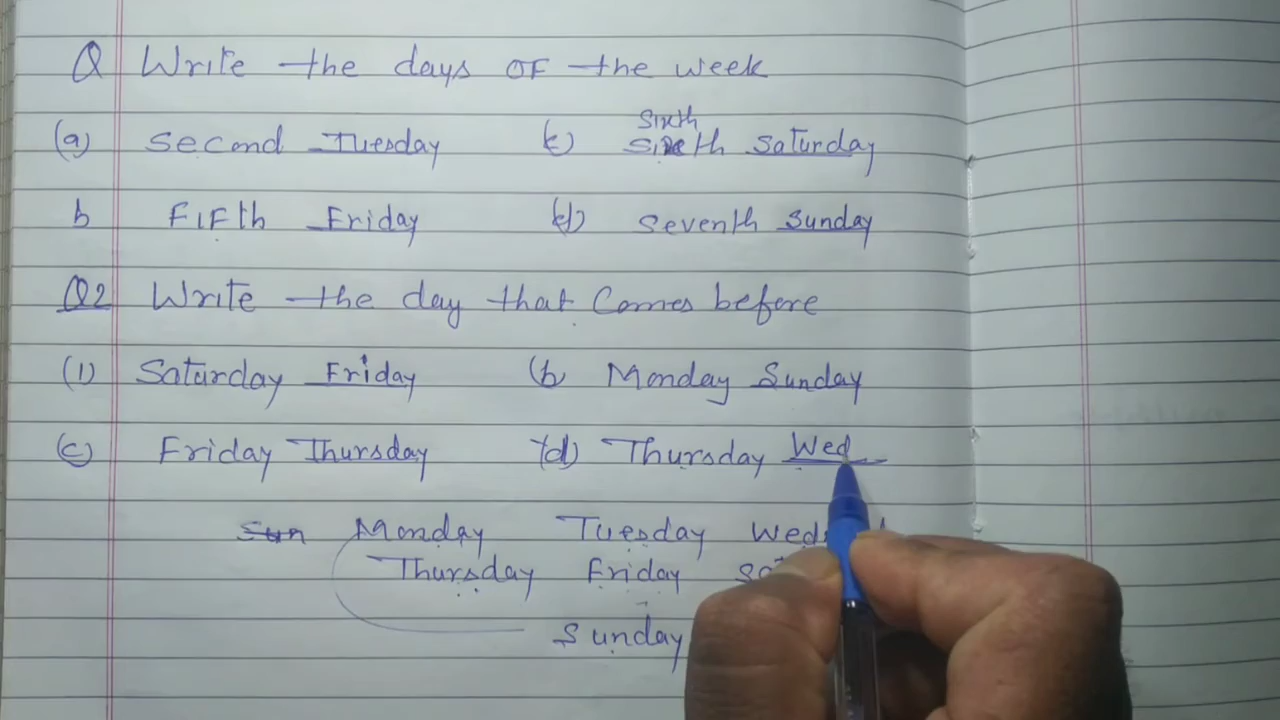 Q Write the days OF the week
(a) Second Tuesday (c) Sixth Saturday
b FIFth Friday (d) Seventh Sunday
Q2 Write the day that Comes before
(1) Saturday Friday (b Monday Sunday
(c) Friday Thursday (d) Thursday Wed
Sun Monday Tuesday
Thursday Friday
Sunday